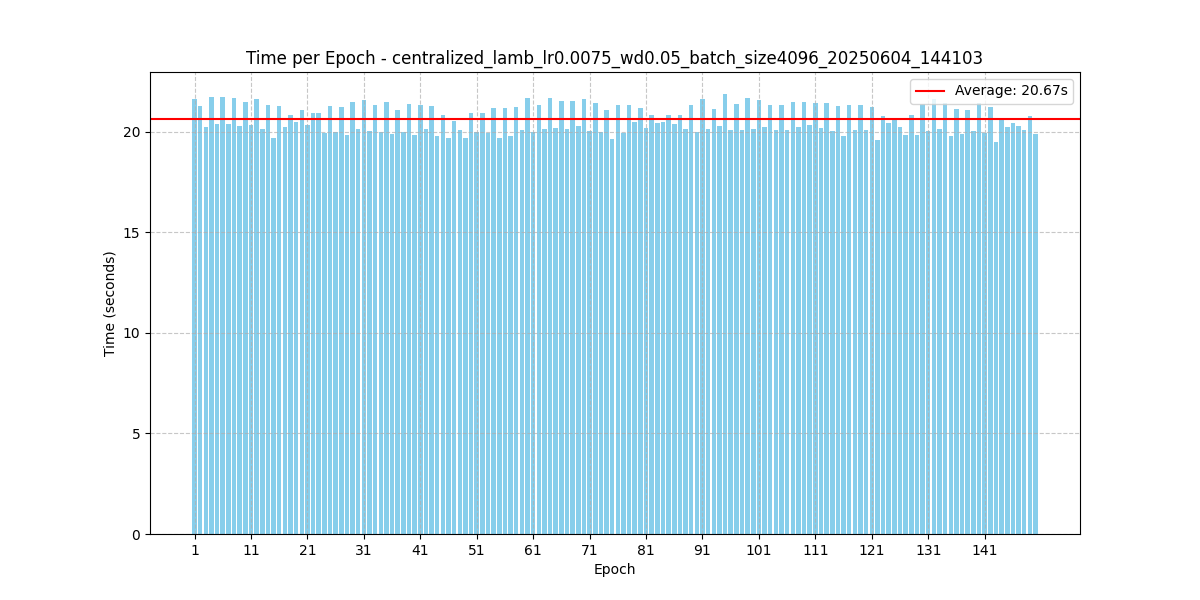 Time per Epoch - centralized_lamb_lr0.0075_wd0.05_batch_size4096_20250604_144103
Average: 20.67s
20
15
10
5
0
Time (seconds)
1 11 21 31 41 51 61 71 81 91 101 111 121 131 141
Epoch